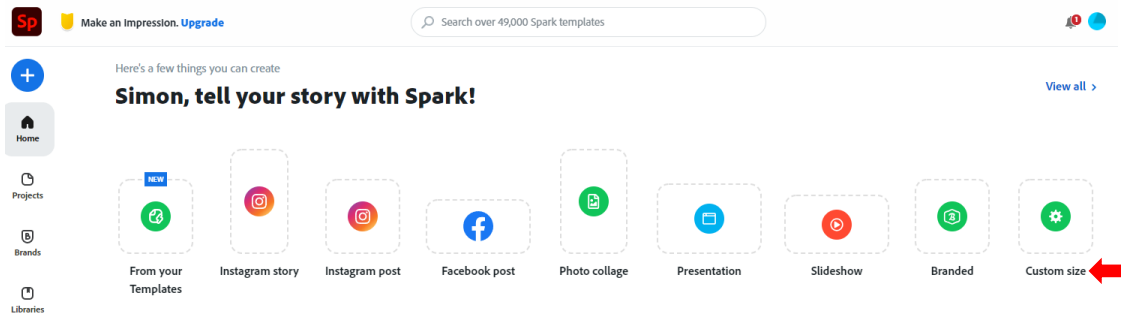 Sp
Make an Impression. Upgrade
Search over 49,000 Spark templates
1
Here's a few things you can create
Simon, tell your story with Spark!
View all >
Home
Projects
B
Brands
Libraries
NEW
From your
Templates
Instagram story
Instagram post
Facebook post
Photo collage
Presentation
Slideshow
Branded
Custom size